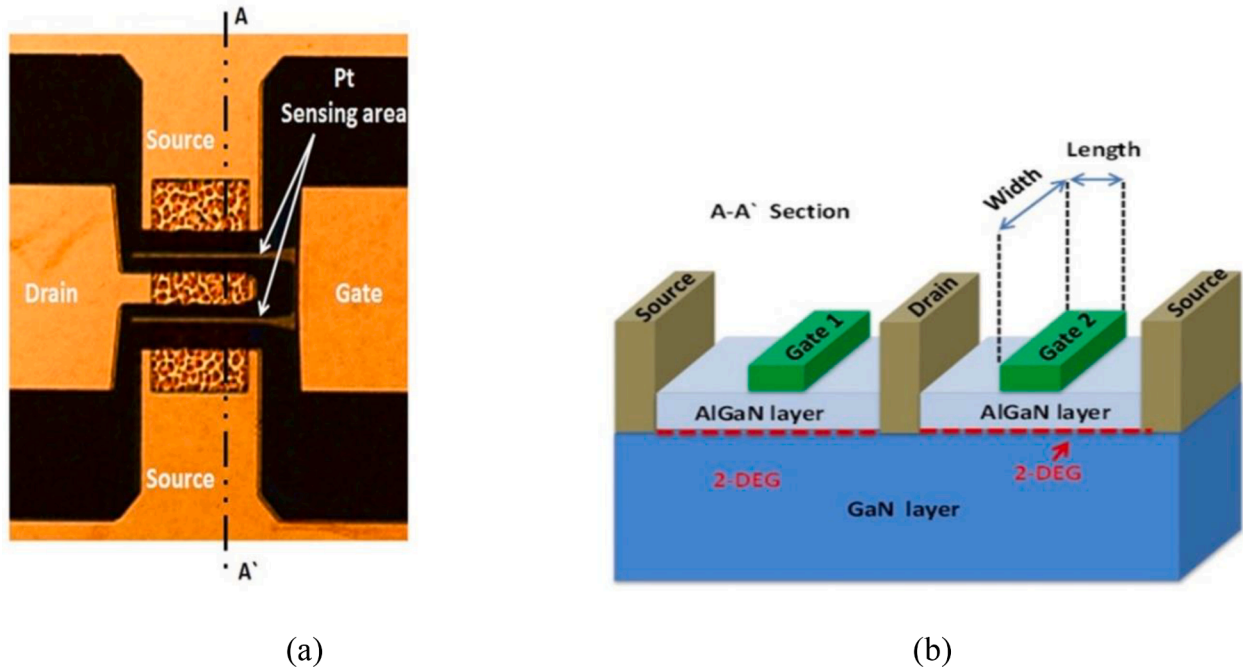 A
Pt
Sensing area
Source
Drain
Gate
Source
A`
(a)
Length
Width
A-A` Section
Source
Drain
Source
Gate 1
Gate 2
AlGaN layer
AlGaN layer
2-DEG
2-DEG
GaN layer
(b)